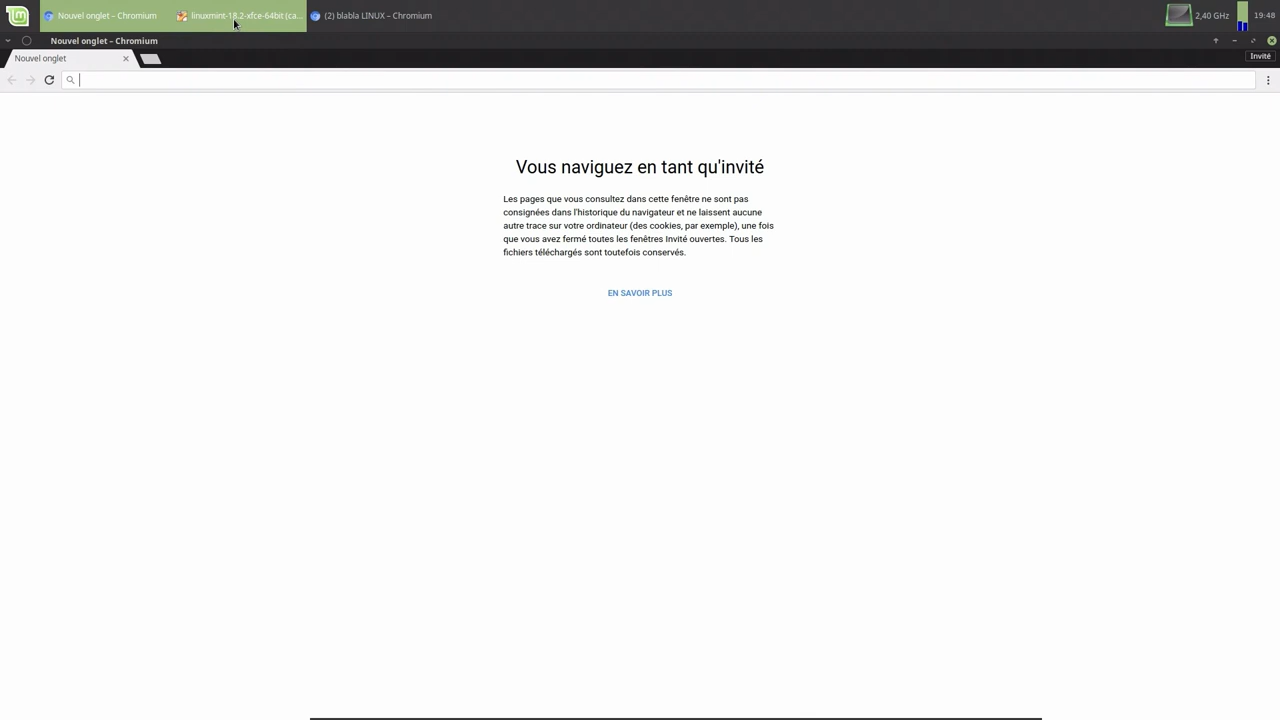 Nouvel onglet – Chromium
linuxmint-18.2-xfce-64bit (ca...
(2) blabla LINUX – Chromium
2,40 GHz
19:48
Nouvel onglet – Chromium
Nouvel onglet
Invité
Vous naviguez en tant qu'invité
Les pages que vous consultez dans cette fenêtre ne sont pas
consignées dans l'historique du navigateur et ne laissent aucune
autre trace sur votre ordinateur (des cookies, par exemple), une fois
que vous avez fermé toutes les fenêtres Invité ouvertes. Tous les
fichiers téléchargés sont toutefois conservés.
EN SAVOIR PLUS